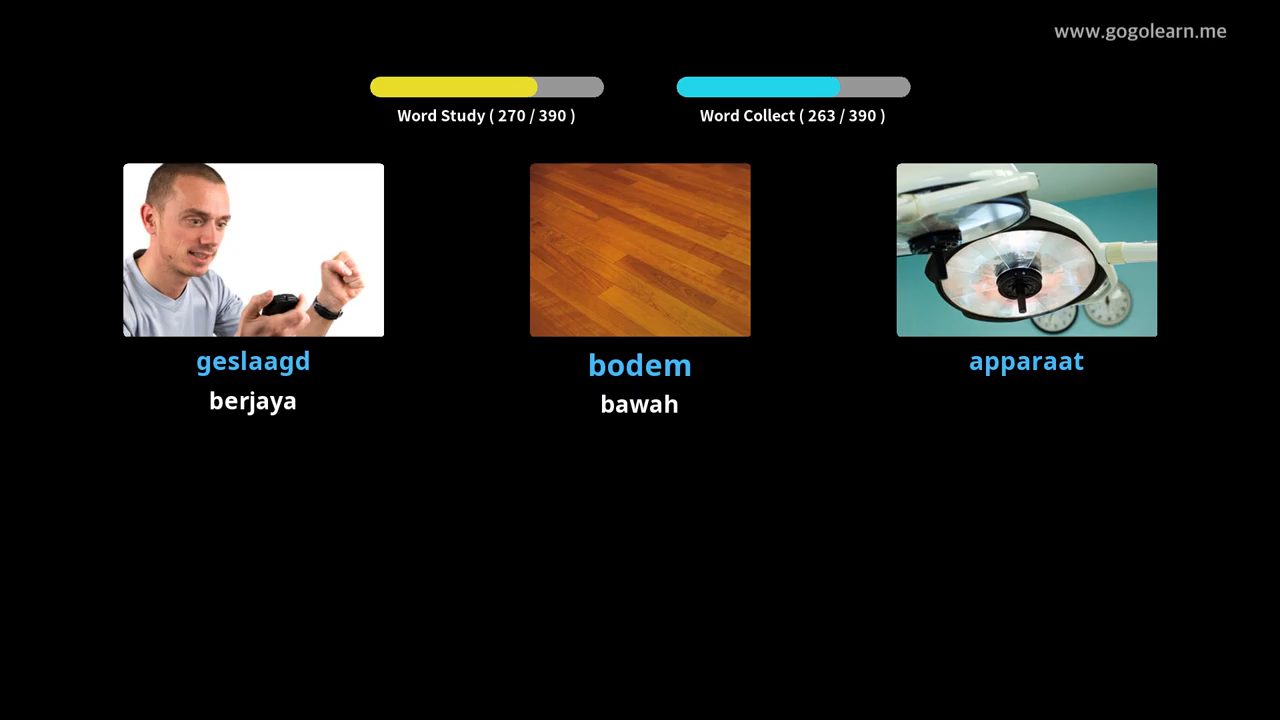 www.gogolearn.me
Word Study ( 270 / 390 )
Word Collect ( 263 / 390 )
geslaagd
berjaya
bodem
bawah
apparaat